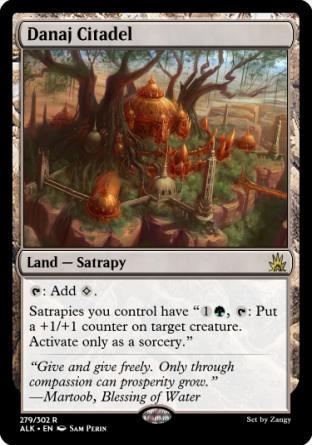 Danaj Citadel
Land — Satrapy
: Add .
Satrapies you control have “1, : Put
a +1/+1 counter on target creature.
Activate only as a sorcery.”
“Give and give freely. Only through
compassion can prosperity grow.”
—Martoob, Blessing of Water
279/302 R
ALK • EN SAM PERIN
Set by Zangy